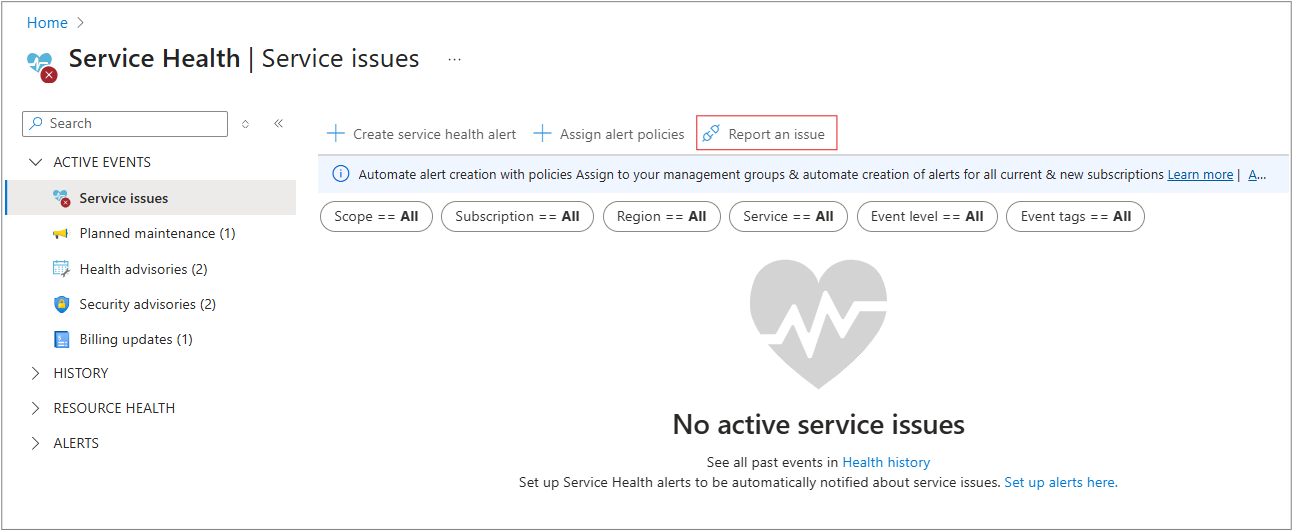 Home
Service Health | Service issues ...
Search
Create service health alert
Assign alert policies
Report an issue
ACTIVE EVENTS
Automate alert creation with policies Assign to your management groups & automate creation of alerts for all current & new subscriptions Learn more | A...
Service issues
Scope == All
Subscription == All
Region == All
Service == All
Event level == All
Event tags == All
Planned maintenance (1)
Health advisories (2)
Security advisories (2)
Billing updates (1)
HISTORY
RESOURCE HEALTH
ALERTS
No active service issues
See all past events in Health history
Set up Service Health alerts to be automatically notified about service issues. Set up alerts here.